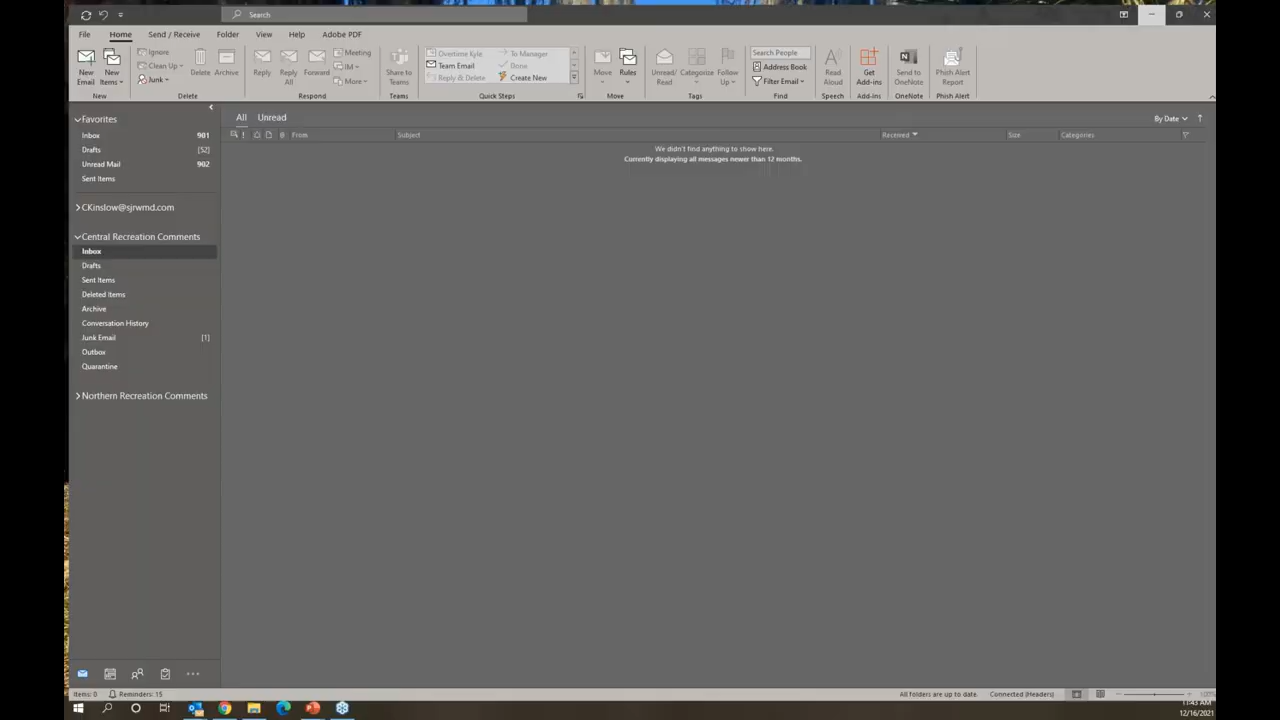 Search
File Home Send / Receive Folder View Help Adobe PDF
New Email
New Items
Ignore
Clean Up
Junk
Delete
Archive
Reply
Reply All
Forward
Meeting
IM
More
Share to Teams
Overtime Kyle
Team Email
Reply & Delete
To Manager
Done
Create New
Move
Rules
Unread/ Read
Categorize
Follow Up
Search People
Address Book
Filter Email
Read Aloud
Get Add-ins
Send to OneNote
Phish Alert Report
New Delete Respond Teams Quick Steps Move Tags Find Speech Add-ins OneNote Phish Alert
Favorites
Inbox 901
Drafts [52]
Unread Mail 902
Sent Items
CKinslow@sjrwmd.com
Central Recreation Comments
Inbox
Drafts
Sent Items
Deleted Items
Archive
Conversation History
Junk Email [1]
Outbox
Quarantine
Northern Recreation Comments
All Unread
By Date
From Subject Received Size Categories
We didn't find anything to show here.
Currently displaying all messages newer than 12 months.
Items: 0 Reminders: 15
All folders are up to date. Connected (Headers) 100%
11:43 AM
12/16/2021